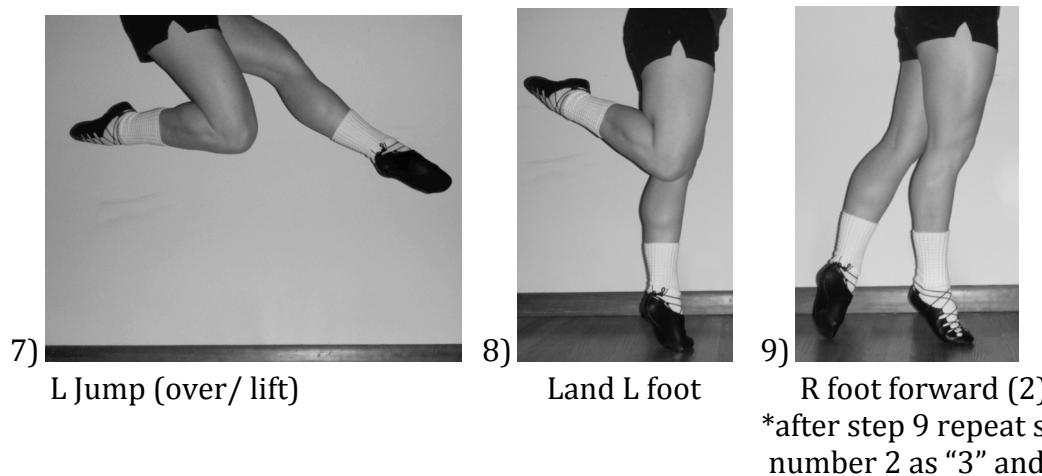 7)
8)
9)
L Jump (over/ lift)
Land L foot
R foot forward (2)
*after step 9 repeat
number 2 as “3” and